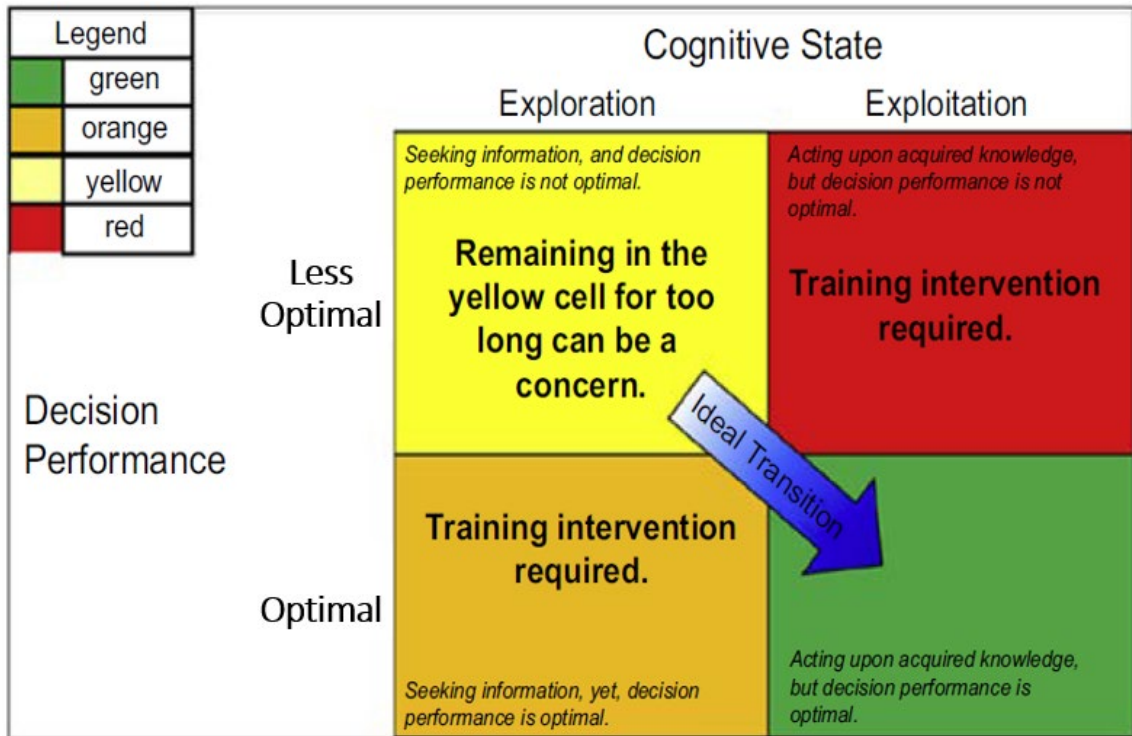 Legend
green
orange
yellow
red
Cognitive State
Exploration
Exploitation
Seeking information, and decision
performance is not optimal.
Acting upon acquired knowledge,
but decision performance is not
optimal.
Less
Optimal
Remaining in the
yellow cell for too
long can be a
concern.
Training intervention
required.
Decision
Performance
Ideal Transition
Optimal
Training intervention
required.
Seeking information, yet, decision
performance is optimal.
Acting upon acquired knowledge,
but decision performance is
optimal.